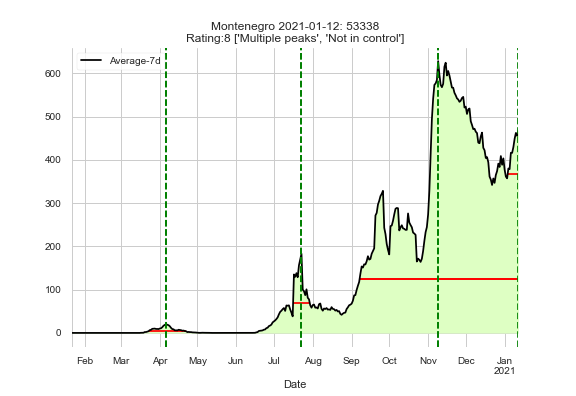 Montenegro 2021-01-12: 53338
Rating:8 ['Multiple peaks', 'Not in control']
Average-7d
600
500
400
300
200
100
0
Feb Mar Apr May Jun Jul Aug Sep Oct Nov Dec Jan
2021
Date